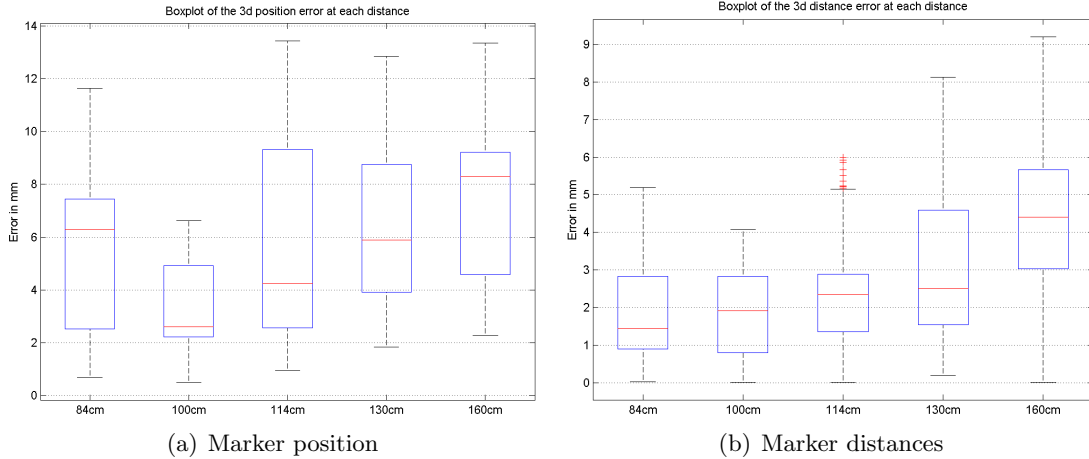 Boxplot of the 3d position error at each distance
14
12
10
8
6
4
2
0
Error in mm
84cm 100cm 114cm 130cm 160cm
(a) Marker position
Boxplot of the 3d distance error at each distance
9
8
7
6
5
4
3
2
1
0
Error in mm
84cm 100cm 114cm 130cm 160cm
(b) Marker distances